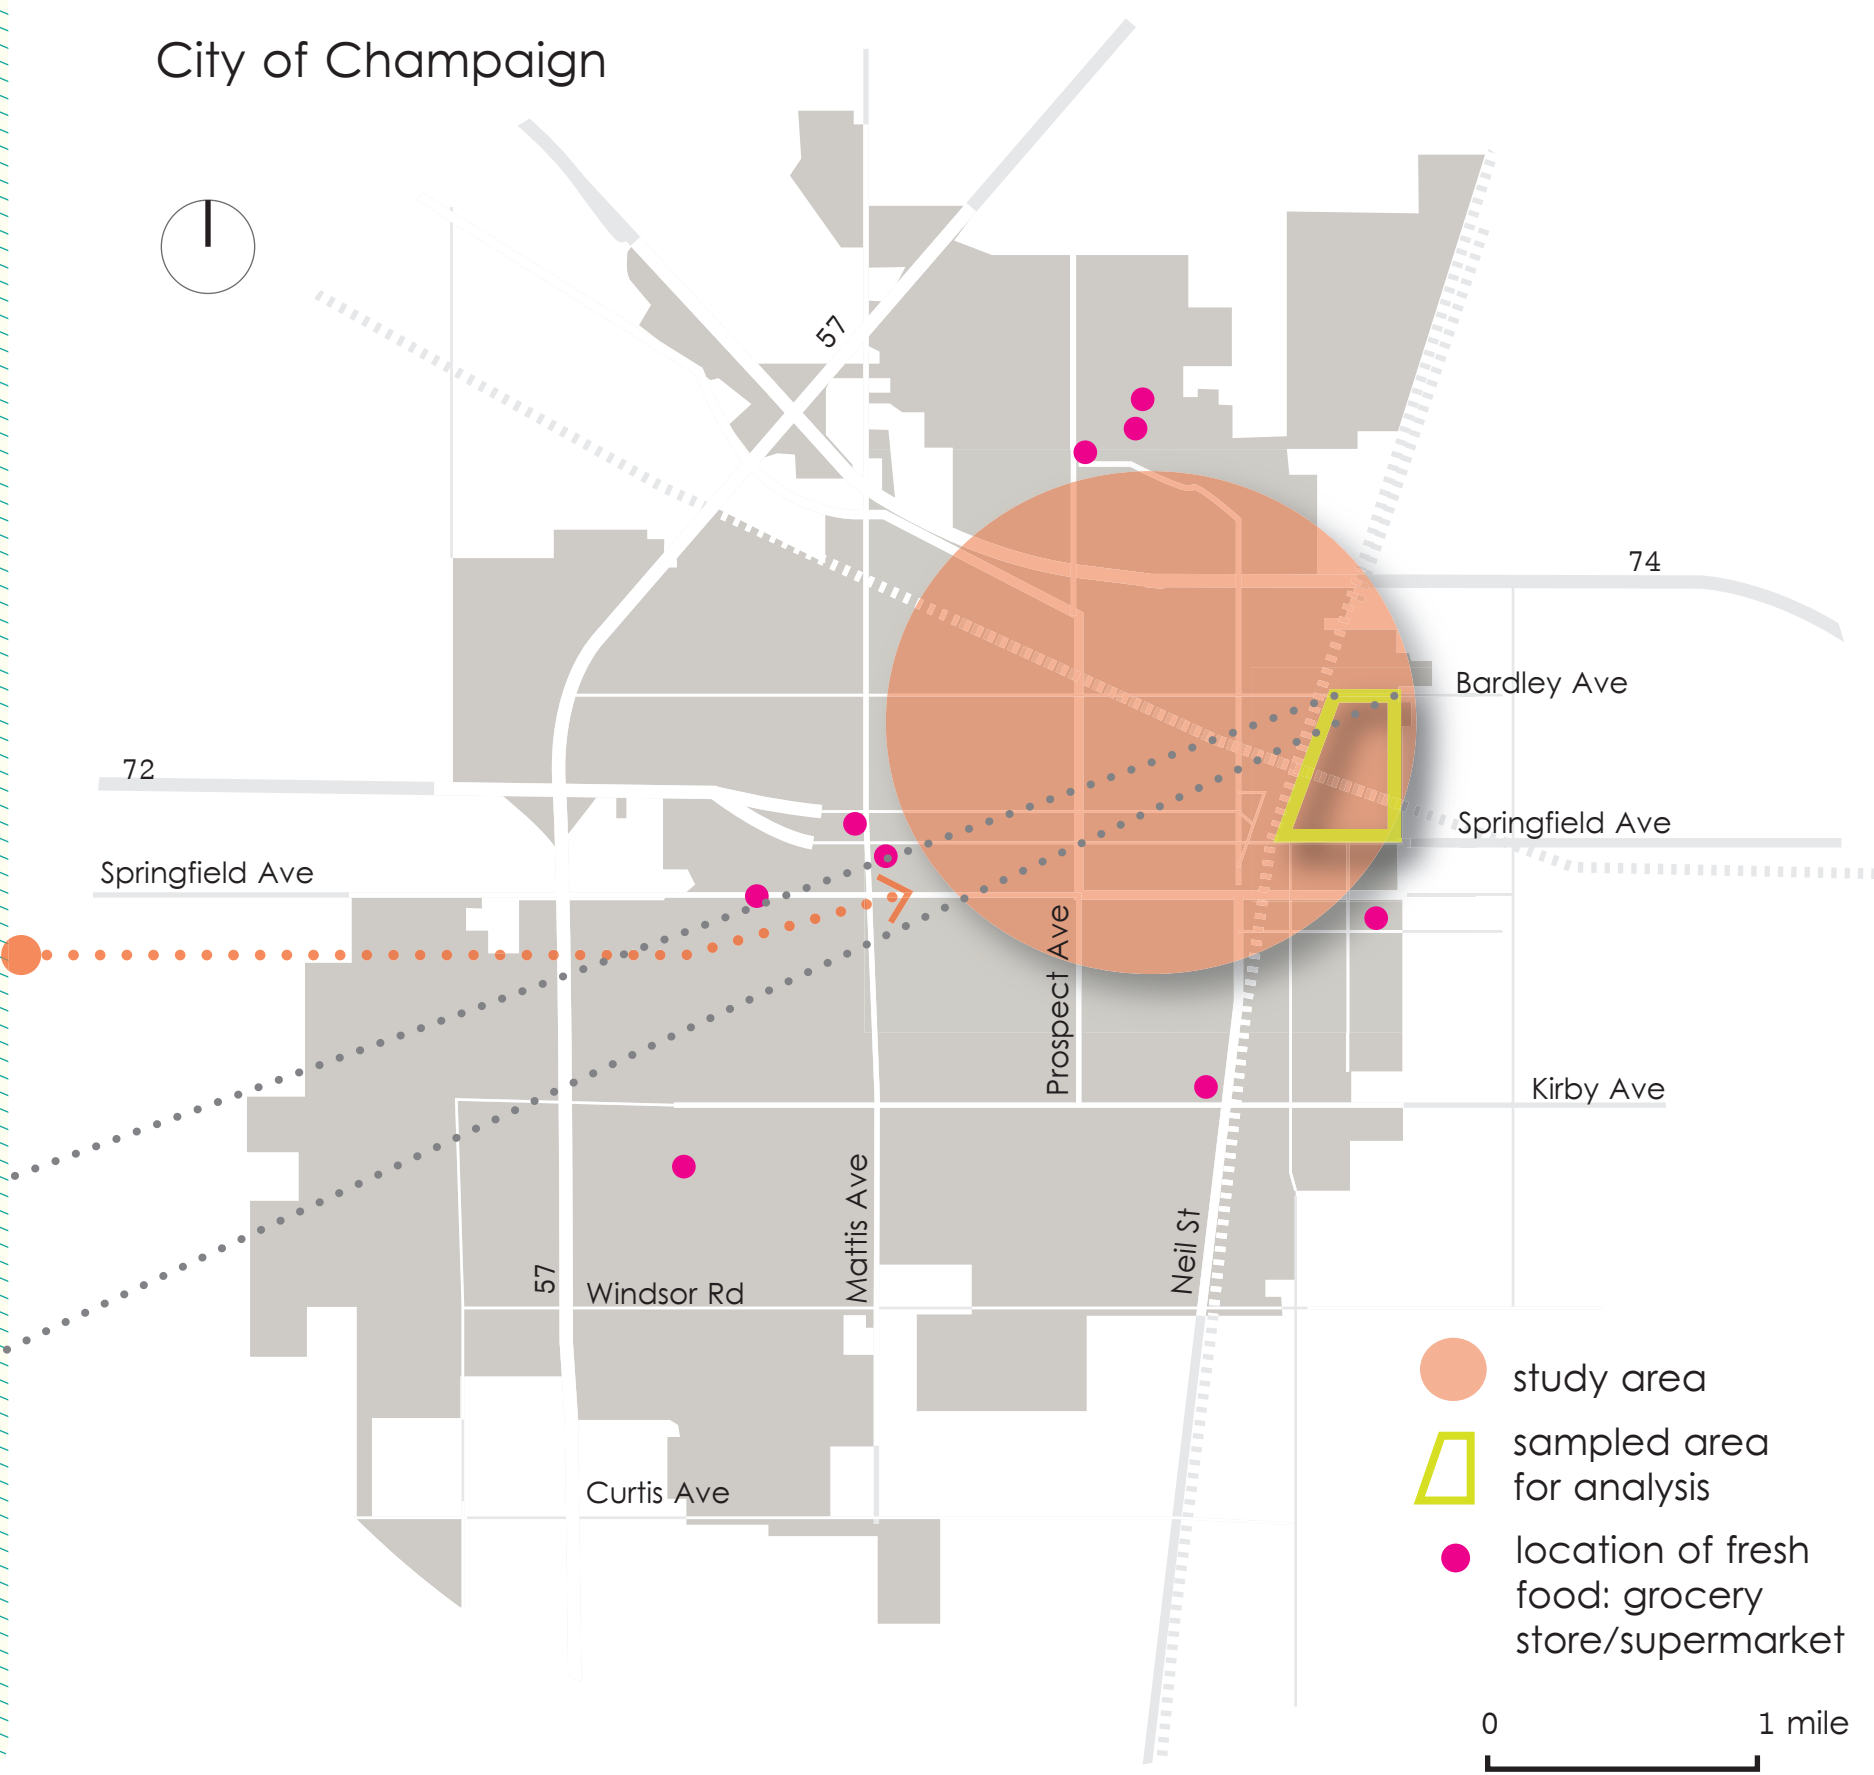 City of Champaign
57
74
Bardley Ave
72
Springfield Ave
Springfield Ave
Prospect Ave
Kirby Ave
Mattis Ave
Neil St
57
Windsor Rd
study area
sampled area
for analysis
Curtis Ave
location of fresh
food: grocery
store/supermarket
0
1 mile